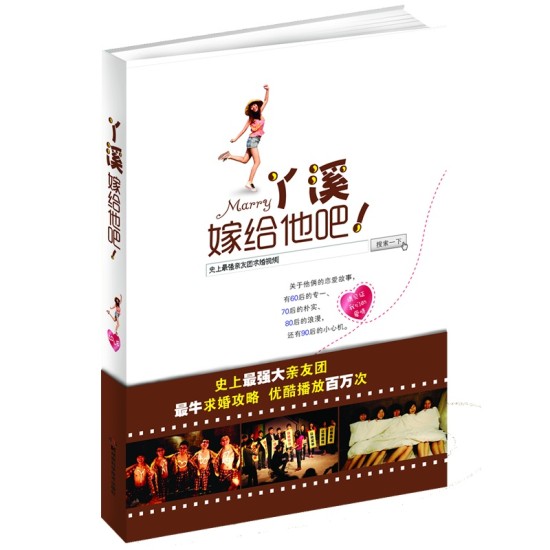 丫溪
嫁给他吧！
丫溪
Marry
嫁给他吧！
史上最强亲友团求婚视频
搜索一下
关于他俩的恋爱故事，
有60后的专一、
70后的朴实、
80后的浪漫，
还有90后的小心机。
史上最强大亲友团
最牛求婚攻略 优酷播放百万次